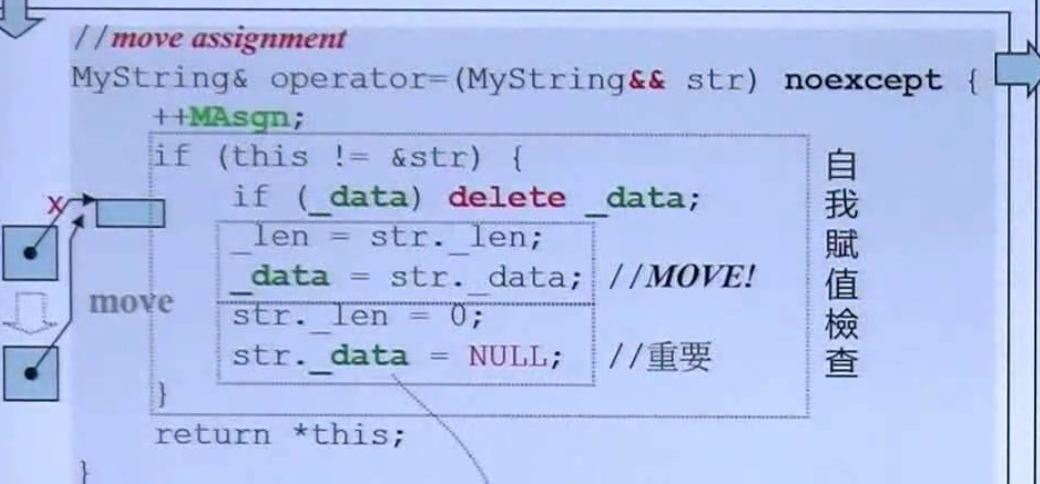 //move assignment
MyString& operator=(MyString&& str) noexcept {
++MAsgn;
if (this != &str) {
if (_data) delete _data;
_len = str._len;
_data = str._data; //MOVE!
str._len = 0;
str._data = NULL; //重要
}
return *this;
}
自我賦值檢查
x
move